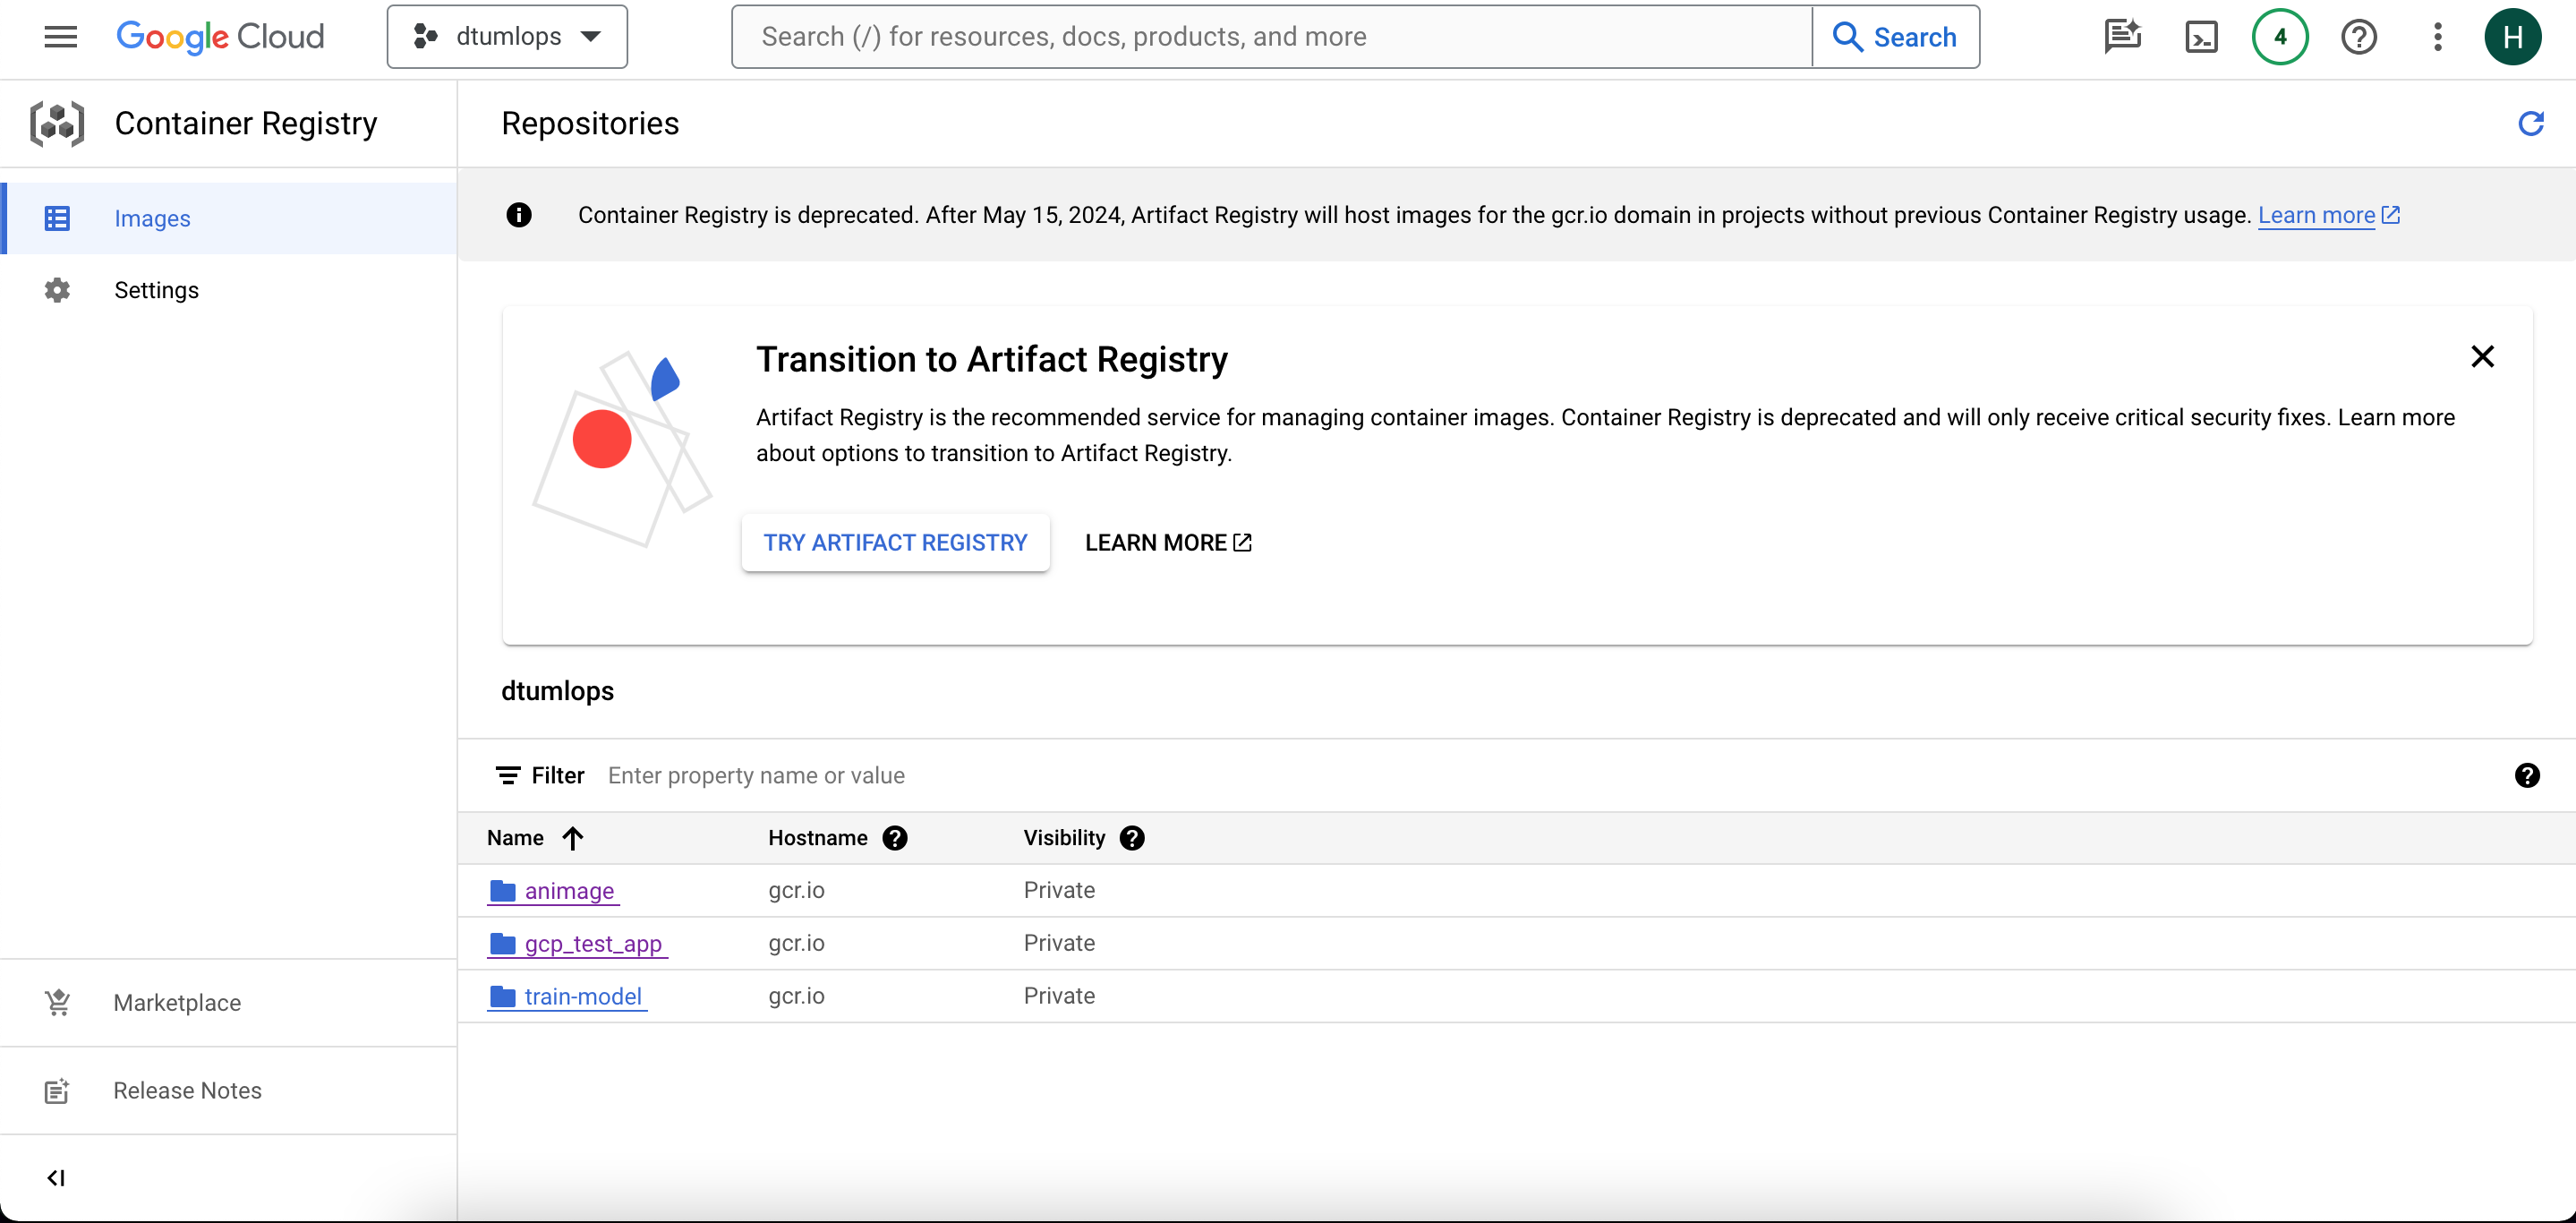 Google Cloud
dtumlops
Search (/) for resources, docs, products, and more
Search
4
H
Container Registry
Repositories
Images
Settings
Container Registry is deprecated. After May 15, 2024, Artifact Registry will host images for the gcr.io domain in projects without previous Container Registry usage. Learn more
Transition to Artifact Registry
Artifact Registry is the recommended service for managing container images. Container Registry is deprecated and will only receive critical security fixes. Learn more
about options to transition to Artifact Registry.
TRY ARTIFACT REGISTRY
LEARN MORE
dtumlops
Filter Enter property name or value
Name Hostname Visibility
animage gcr.io Private
gcp_test_app gcr.io Private
train-model gcr.io Private
Marketplace
Release Notes